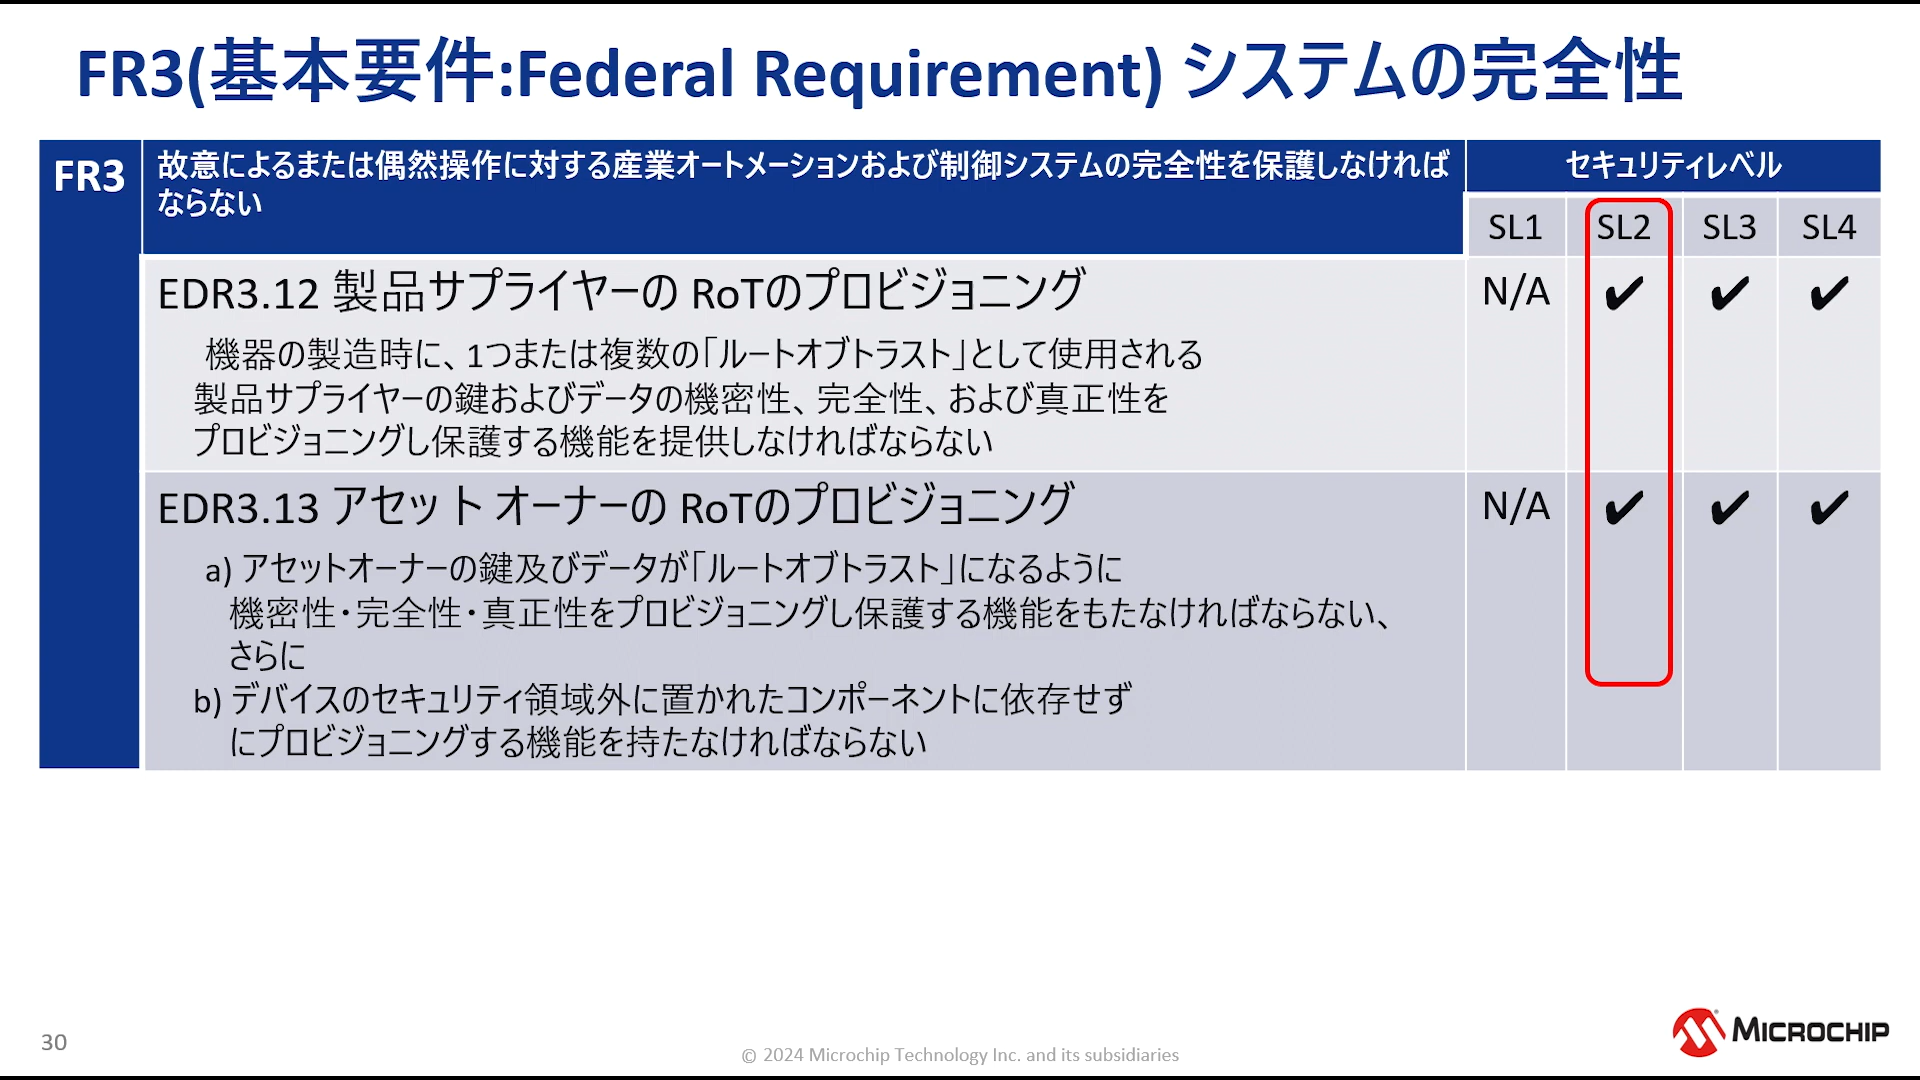 FR3(基本要件:Federal Requirement) システムの完全性
FR3
故意によるまたは偶然操作に対する産業オートメーションおよび制御システムの完全性を保護しなければ
ならない
セキュリティレベル
SL1 SL2 SL3 SL4
EDR3.12 製品サプライヤーの RoTのプロビジョニング
N/A ✔ ✔ ✔
機器の製造時に、1つまたは複数の「ルートオブトラスト」として使用される
製品サプライヤーの鍵およびデータの機密性、完全性、および真正性を
プロビジョニングし保護する機能を提供しなければならない
EDR3.13 アセット オーナーの RoTのプロビジョニング
N/A ✔ ✔ ✔
a) アセットオーナーの鍵及びデータが「ルートオブトラスト」になるように
機密性・完全性・真正性をプロビジョニングし保護する機能をもたなければならない、
さらに
b) デバイスのセキュリティ領域外に置かれたコンポーネントに依存せず
にプロビジョニングする機能を持たなければならない
30
© 2024 Microchip Technology Inc. and its subsidiaries
MICROCHIP